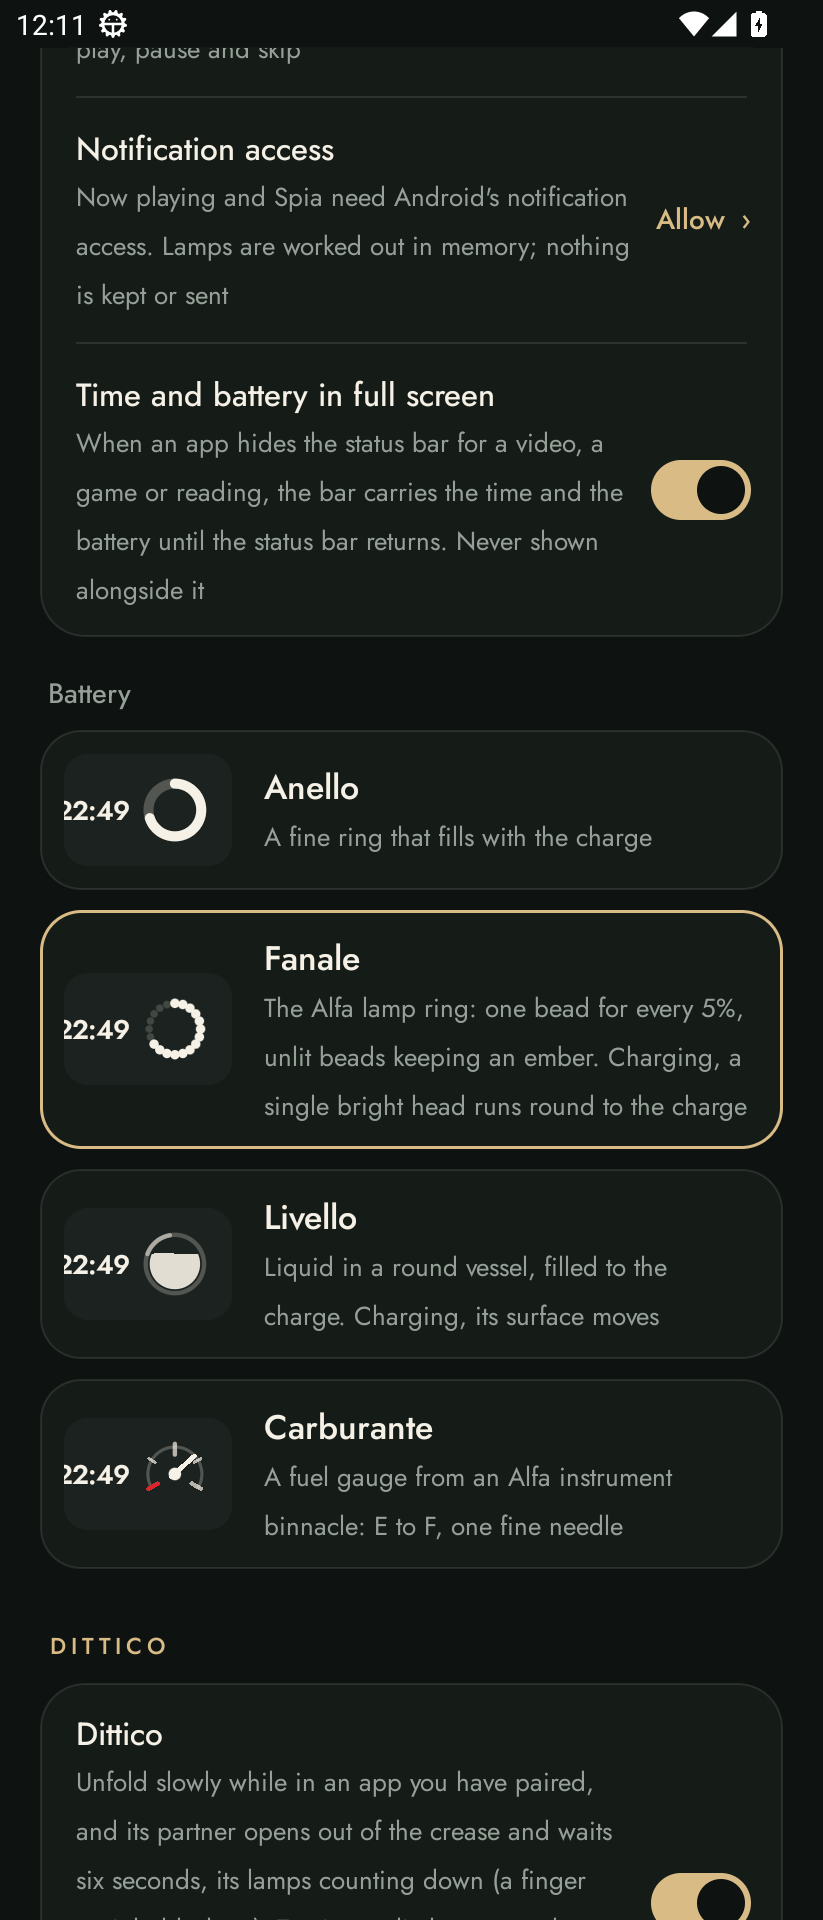 12:11
play, pause and skip
Notification access
Now playing and Spia need Android's notification
access. Lamps are worked out in memory; nothing
is kept or sent
Allow ›
Time and battery in full screen
When an app hides the status bar for a video, a
game or reading, the bar carries the time and the
battery until the status bar returns. Never shown
alongside it
Battery
22:49
Anello
A fine ring that fills with the charge
22:49
Fanale
The Alfa lamp ring: one bead for every 5%,
unlit beads keeping an ember. Charging, a
single bright head runs round to the charge
22:49
Livello
Liquid in a round vessel, filled to the
charge. Charging, its surface moves
22:49
Carburante
A fuel gauge from an Alfa instrument
binnacle: E to F, one fine needle
DITTICO
Dittico
Unfold slowly while in an app you have paired,
and its partner opens out of the crease and waits
six seconds, its lamps counting down (a finger